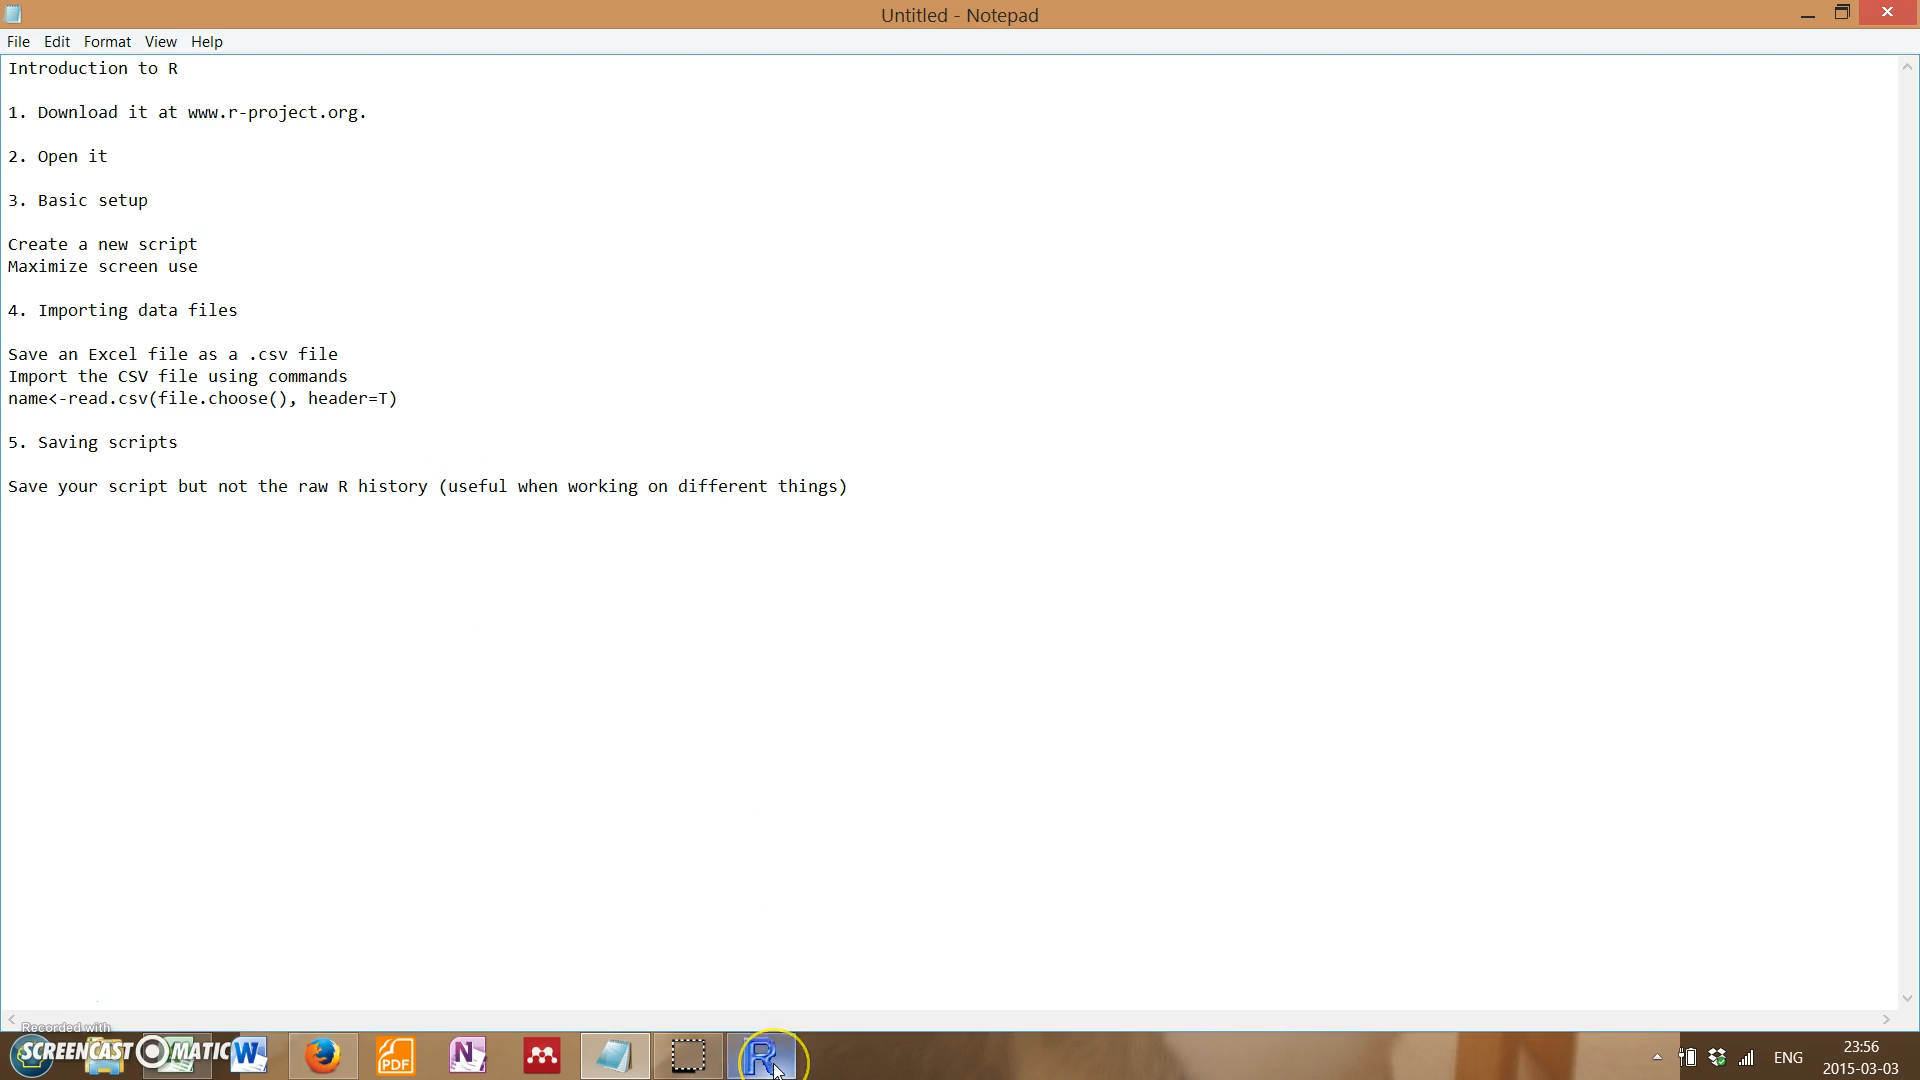 Untitled - Notepad
File Edit Format View Help
Introduction to R
1. Download it at www.r-project.org.
2. Open it
3. Basic setup
Create a new script
Maximize screen use
4. Importing data files
Save an Excel file as a .csv file
Import the CSV file using commands
name<-read.csv(file.choose(), header=T)
5. Saving scripts
Save your script but not the raw R history (useful when working on different things)
Recorded with
SCREENCAST MATIC
W
PDF
N
R
ENG
23:56
2015-03-03